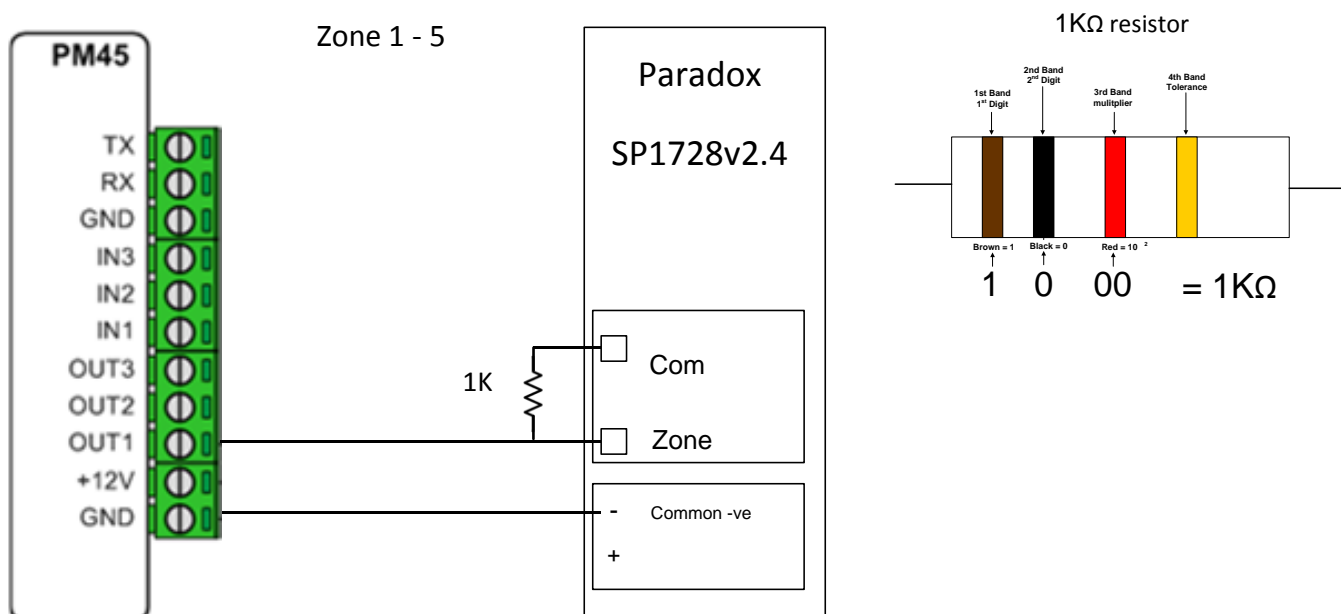 PM45
TX
RX
GND
IN3
IN2
IN1
OUT3
OUT2
OUT1
+12V
GND
Zone 1 - 5
1K
Paradox
SP1728v2.4
Com
Zone
- Common -ve
+
1KΩ resistor
1st Band
1st Digit
2nd Band
2nd Digit
3rd Band
mulitplier
4th Band
Tolerance
Brown = 1
Black = 0
Red = 10 2
1 0 00 = 1KΩ